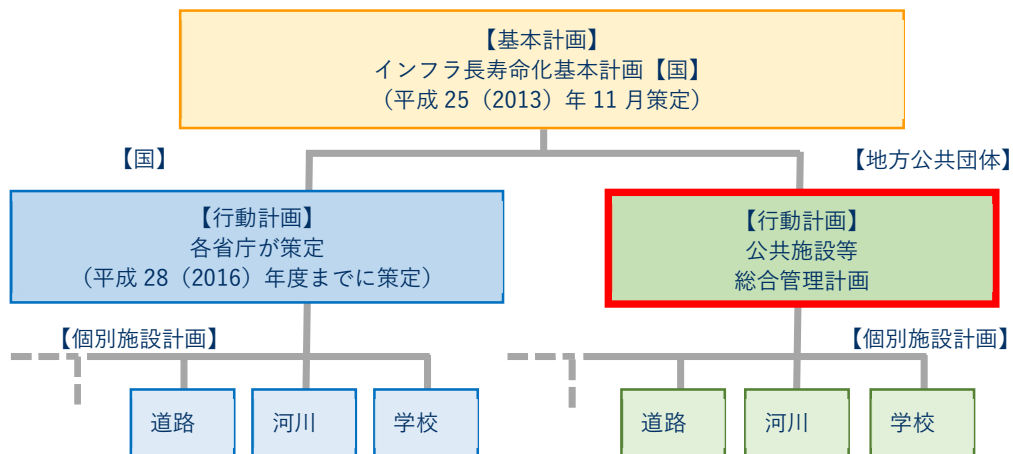 【基本計画】
インフラ長寿命化基本計画【国】
（平成 25（2013）年 11 月策定）
【国】
【地方公共団体】
【行動計画】
各省庁が策定
（平成 28（2016）年度までに策定）
【行動計画】
公共施設等
総合管理計画
【個別施設計画】
【個別施設計画】
道路
河川
学校
道路
河川
学校